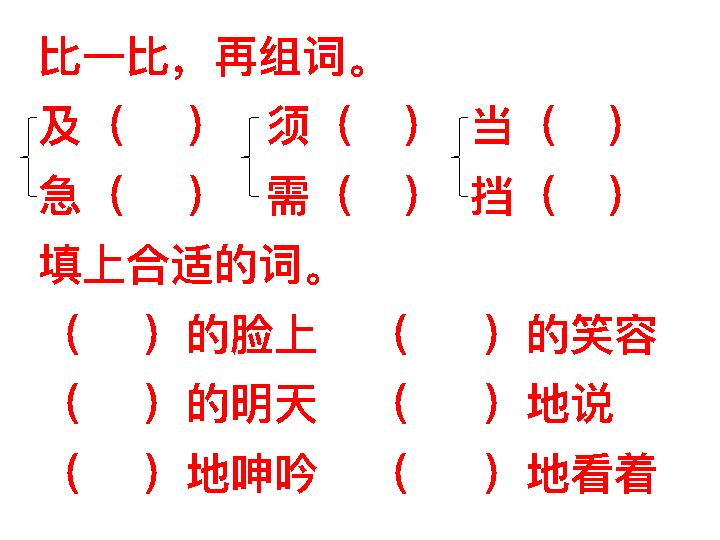 比一比，再组词。
及（　）　须（　）　当（　）
急（　）　需（　）　挡（　）
填上合适的词。
（　）的脸上　（　）的笑容
（　）的明天　（　）地说
（　）地呻吟　（　）地看着